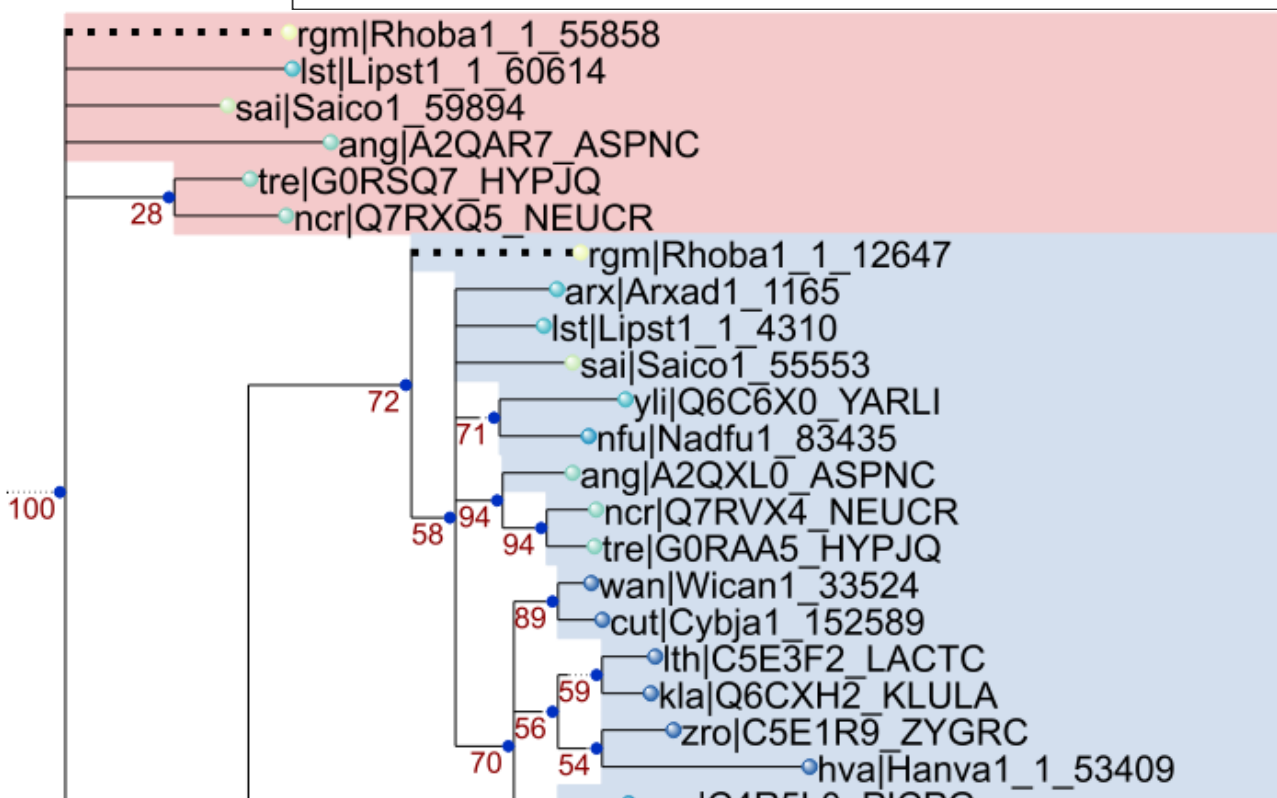 rgm|Rhoba1_1_55858
lst|Lipst1_1_60614
sai|Saico1_59894
ang|A2QAR7_ASPNC
tre|G0RSQ7_HYPJQ
28
ncr|Q7RXQ5_NEUCR
rgm|Rhoba1_1_12647
arx|Arxad1_1165
lst|Lipst1_1_4310
sai|Saico1_55553
72
yli|Q6C6X0_YARLI
71
nfu|Nadfu1_83435
ang|A2QXL0_ASPNC
100
58
94
ncr|Q7RVX4_NEUCR
94
tre|G0RAA5_HYPJQ
wan|Wican1_33524
89
cut|Cybja1_152589
lth|C5E3F2_LACTC
59
kla|Q6CXH2_KLULA
56
zro|C5E1R9_ZYGRC
70
54
hva|Hanva1_1_53409